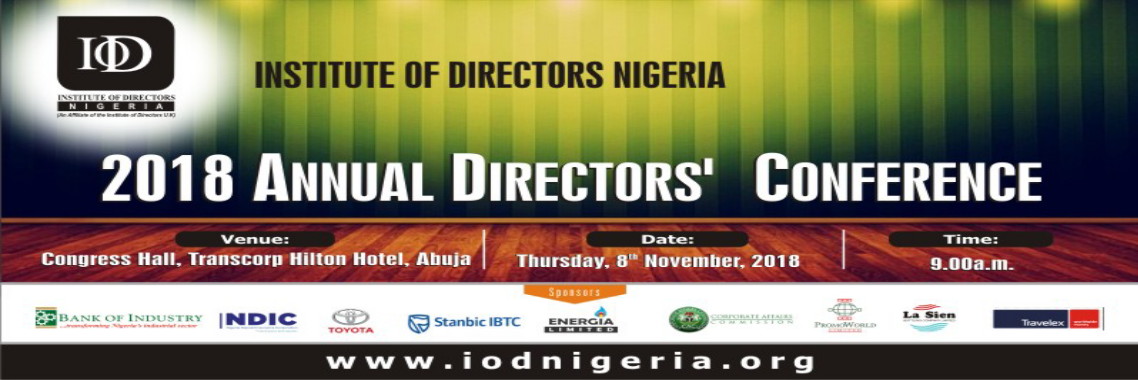 IOD
INSTITUTE OF DIRECTORS
NIGERIA
(An Affiliate of the Institute of Directors U.K)
INSTITUTE OF DIRECTORS NIGERIA
2018 ANNUAL DIRECTORS' CONFERENCE
Venue:
Congress Hall, Transcorp Hilton Hotel, Abuja
Date:
Thursday, 8th November, 2018
Time:
9.00a.m.
Sponsors
BANK OF INDUSTRY
...transforming Nigeria's industrial sector
NDIC
TOYOTA
Stanbic IBTC
ENERGIA
LIMITED
CORPORATE AFFAIRS
COMMISSION
PROMOWORLD
La Sien
Travelex
www.iodnigeria.org